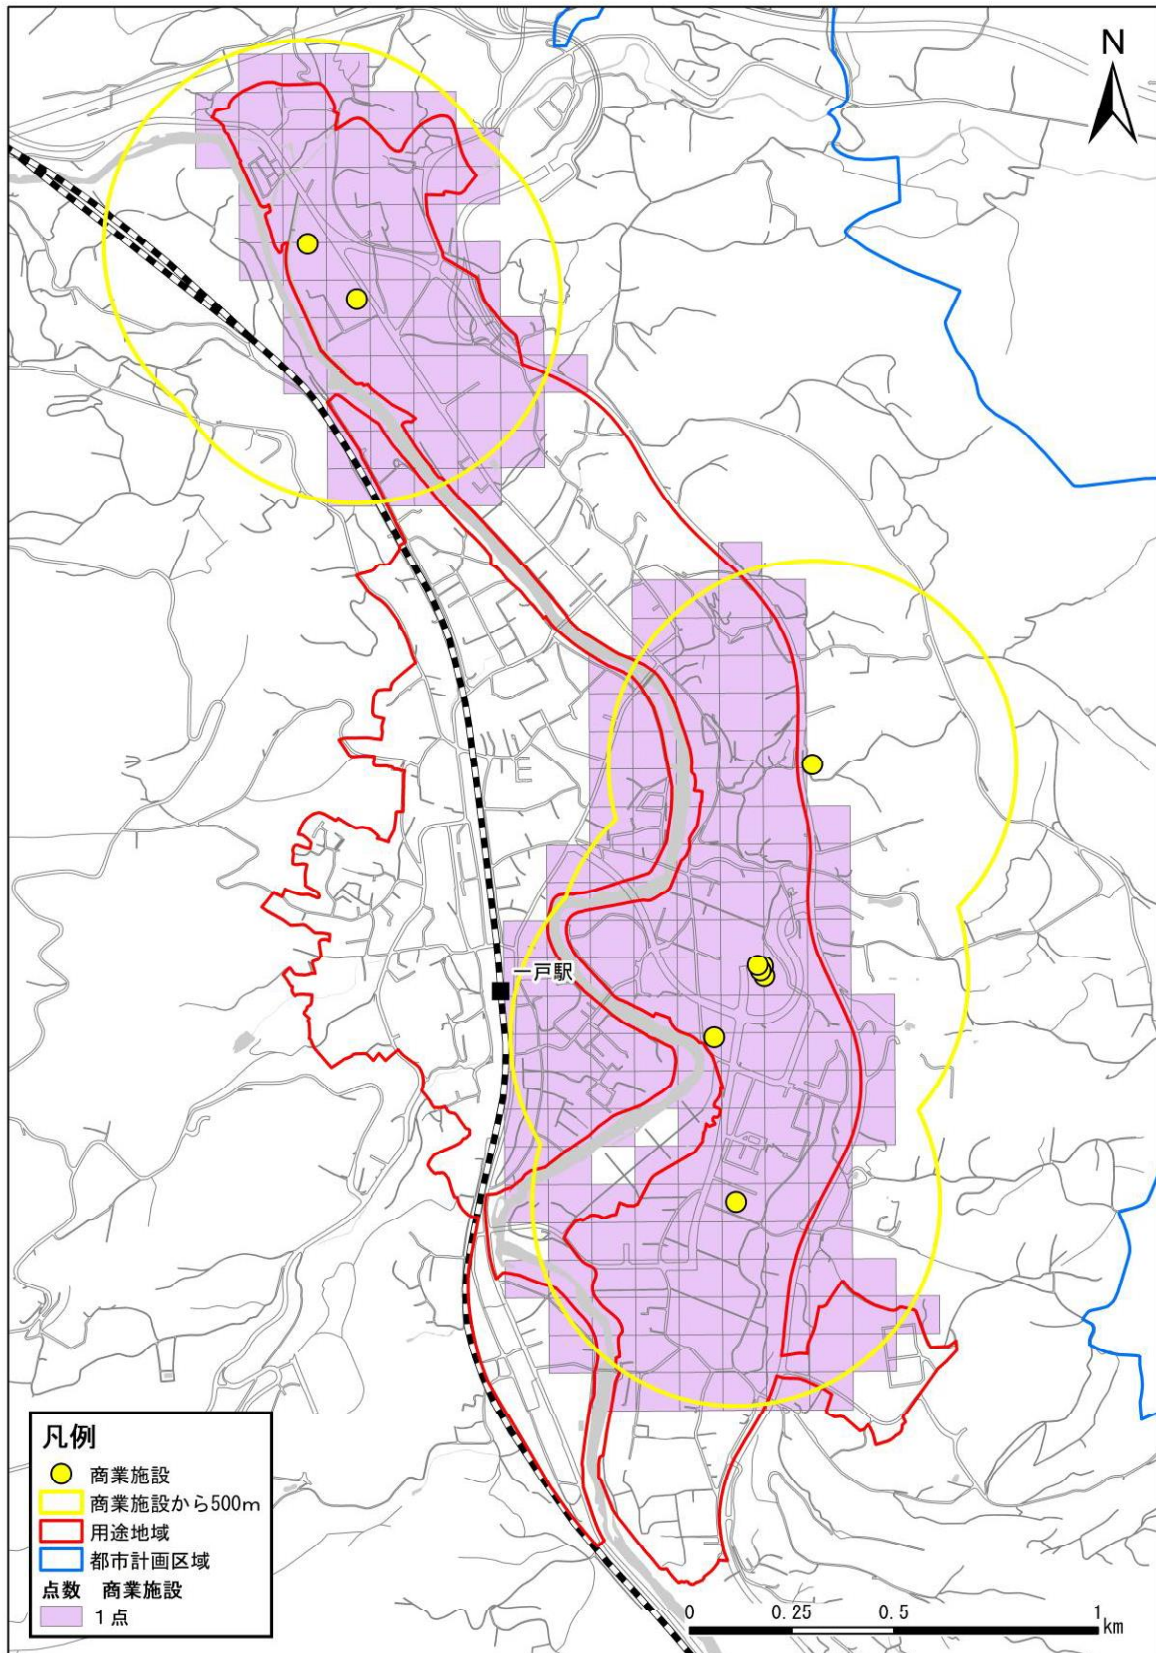 N
一戸駅
凡例
商業施設
商業施設から500m
用途地域
都市計画区域
点数 商業施設
1点
0 0.25 0.5 1
km